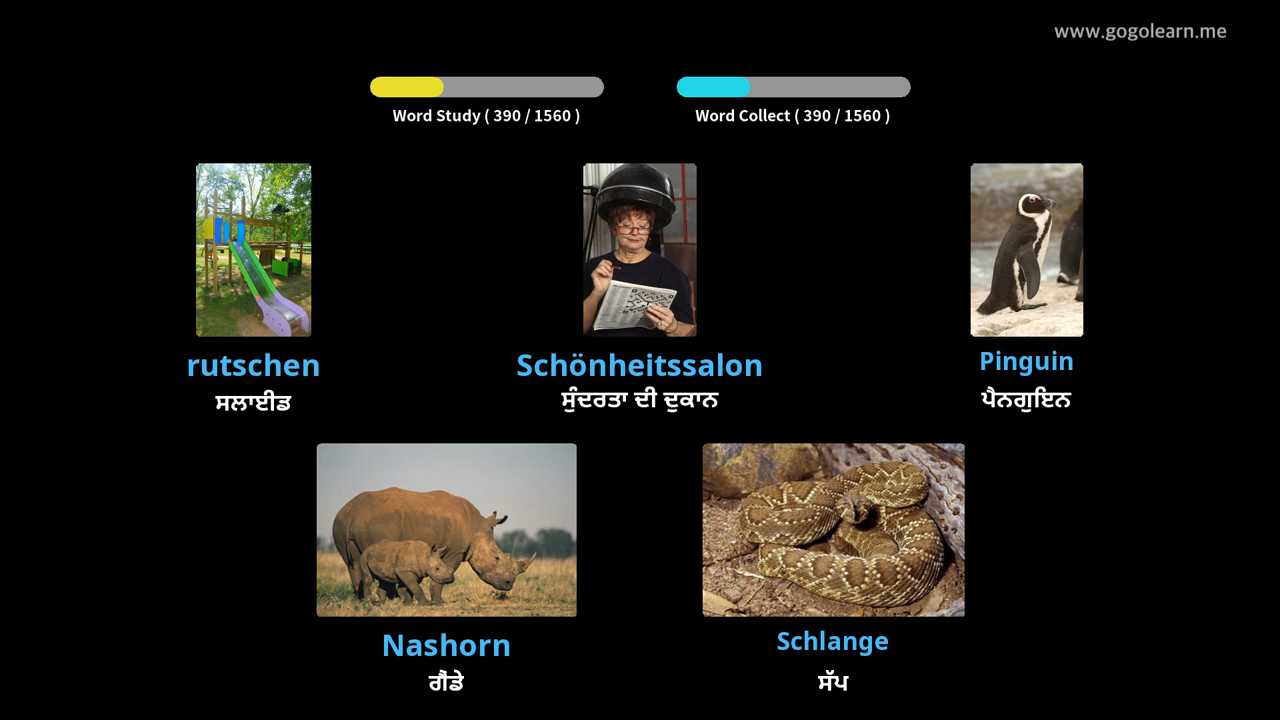 www.gogolearn.me
Word Study ( 390 / 1560 )
Word Collect ( 390 / 1560 )
rutschen
ਸਲਾਈਡ
Schönheitssalon
ਸੁੰਦਰਤਾ ਦੀ ਦੁਕਾਨ
Pinguin
ਪੈਨਗੁਇਨ
Nashorn
ਗੈਂਡੇ
Schlange
ਸੱਪ